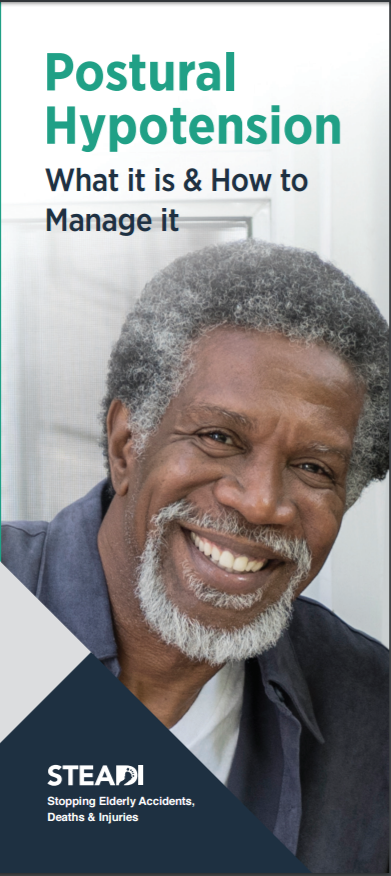 Postural
Hypotension
What it is & How to
Manage it
STEADI
Stopping Elderly Accidents,
Deaths & Injuries